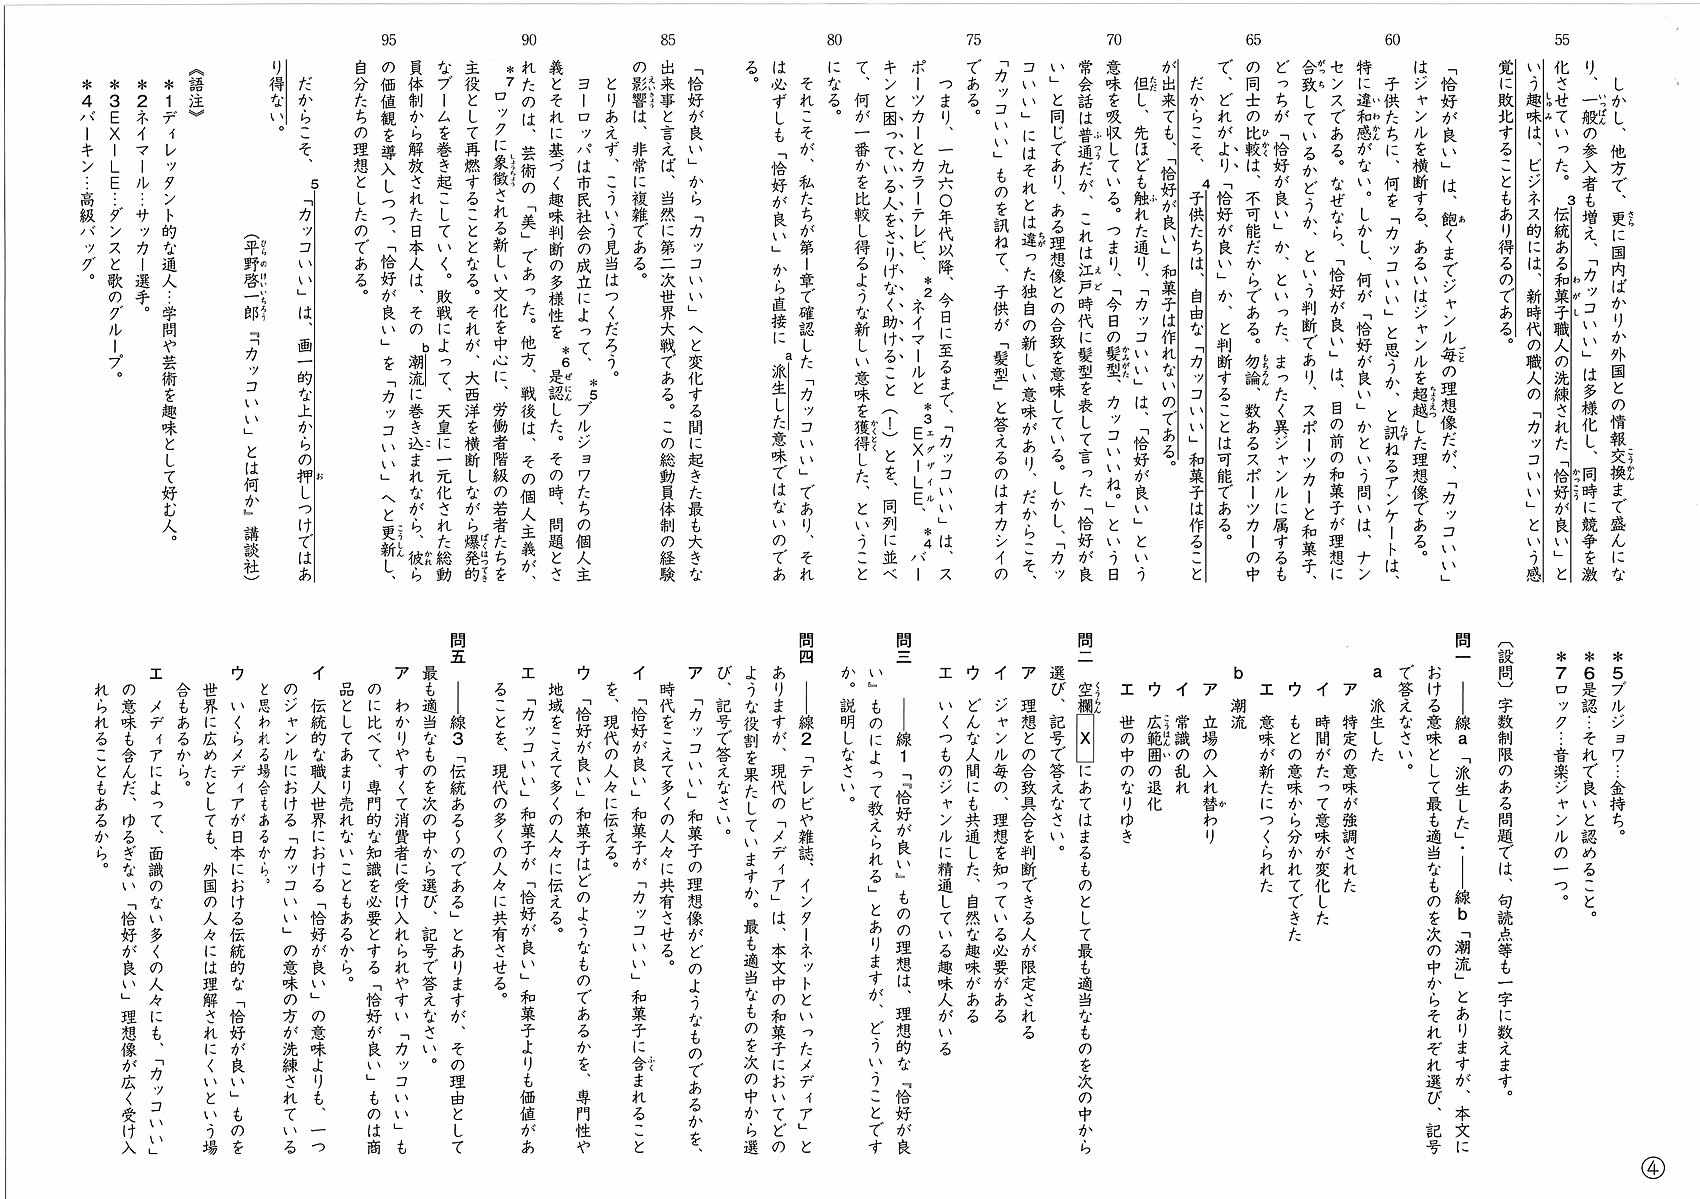 しかし、他方で、更に国内ばかりか外国との情報交換まで盛んにな
り、一般の参入者も増え、「カッコいい」は多様化し、同時に競争を激
化させていった。3伝統ある和菓子職人の洗練された「恰好が良い」と
いう趣味は、ビジネス的には、新時代の職人の「カッコいい」という感
覚に敗北することもあり得るのである。
「恰好が良い」は、飽くまでジャンル毎の理想像だが、「カッコいい」
はジャンルを横断する、あるいはジャンルを超越した理想像である。
子供たちに、何を「カッコいい」と思うか、と訊ねるアンケートは、
特に違和感がない。しかし、何が「恰好が良い」かという問いは、ナン
センスである。なぜなら、「恰好が良い」は、目の前の和菓子が理想に
合致しているかどうか、という判断であり、スポーツカーと和菓子、
どっちが「恰好が良い」か、といった、まったく異ジャンルに属するも
の同士の比較は、不可能だからである。勿論、数あるスポーツカーの中
で、どれがより「恰好が良い」か、と判断することは可能である。
だからこそ、4子供たちは、自由な「カッコいい」和菓子は作ること
が出来ても、「恰好が良い」和菓子は作れないのである。
但し、先ほども触れた通り、「カッコいい」は、「恰好が良い」という
意味を吸収している。つまり、「今日の髪型、カッコいいね。」という日
常会話は普通だが、これは江戸時代に髪型を表して言った「恰好が良
い」と同じであり、ある理想像との合致を意味している。しかし、「カッ
コいい」にはそれとは違った独自の新しい意味があり、だからこそ、
「カッコいい」ものを訊ねて、子供が「髪型」と答えるのはオカシイの
である。
つまり、一九六〇年代以降、今日に至るまで、「カッコいい」は、ス
ポーツカーとカラーテレビ、*2ネイマールと*3EXILE、*4バー
キンと困っている人をさりげなく助けること(!)とを、同列に並べ
て、何が一番かを比較し得るような新しい意味を獲得した、ということ
になる。
それこそが、私たちが第一章で確認した「カッコいい」であり、それ
は必ずしも「恰好が良い」から直接にa派生した意味ではないのであ
る。
「恰好が良い」から「カッコいい」へと変化する間に起きた最も大きな
出来事と言えば、当然に第二次世界大戦である。この総動員体制の経験
の影響は、非常に複雑である。
とりあえず、こういう見当はつくだろう。
ヨーロッパは市民社会の成立によって、*5ブルジョワたちの個人主
義とそれに基づく趣味判断の多様性を*6是認した。その時、問題とさ
れたのは、芸術の「美」であった。他方、戦後は、その個人主義が、
*7ロックに象徴される新しい文化を中心に、労働者階級の若者たちを
主役として再燃することとなる。それが、大西洋を横断しながら爆発的
なブームを巻き起こしていく。敗戦によって、天皇に一元化された総動
員体制から解放された日本人は、そのb潮流に巻き込まれながら、彼ら
の価値観を導入しつつ、「恰好が良い」を「カッコいい」へと更新し、
自分たちの理想としたのである。
だからこそ、5「カッコいい」は、画一的な上からの押しつけではあ
り得ない。
(平野啓一郎『「カッコいい」とは何か』講談社)
《語注》
*1ディレッタント的な通人…学問や芸術を趣味として好む人。
*2ネイマール…サッカー選手。
*3EXILE…ダンスと歌のグループ。
*4バーキン…高級バッグ。
*5ブルジョワ…金持ち。
*6是認…それで良いと認めること。
*7ロック…音楽ジャンルの一つ。
〔設問〕字数制限のある問題では、句読点等も一字に数えます。
問一 ――線a「派生した」・――線b「潮流」とありますが、本文に
おける意味として最も適当なものを次の中からそれぞれ選び、記号
で答えなさい。
a 派生した
ア 特定の意味が強調された
イ 時間がたって意味が変化した
ウ もとの意味から分かれてできた
エ 意味が新たにつくられた
b 潮流
ア 立場の入れ替わり
イ 常識の乱れ
ウ 広範囲の退化
エ 世の中のなりゆき
問二 空欄Xにあてはまるものとして最も適当なものを次の中から
選び、記号で答えなさい。
ア 理想との合致具合を判断できる人が限定される
イ ジャンル毎の、理想を知っている必要がある
ウ どんな人間にも共通した、自然な趣味がある
エ いくつものジャンルに精通している趣味人がいる
問三 ――線1「『恰好が良い』ものの理想は、理想的な『恰好が良
い』ものによって教えられる」とありますが、どういうことです
か。説明しなさい。
問四 ――線2「テレビや雑誌、インターネットといったメディア」と
ありますが、現代の「メディア」は、本文中の和菓子においてどの
ような役割を果たしていますか。最も適当なものを次の中から選
び、記号で答えなさい。
ア 「カッコいい」和菓子の理想像がどのようなものであるかを、
時代をこえて多くの人々に共有させる。
イ 「恰好が良い」和菓子が「カッコいい」和菓子に含まれること
を、現代の人々に伝える。
ウ 「恰好が良い」和菓子はどのようなものであるかを、専門性や
地域をこえて多くの人々に伝える。
エ 「カッコいい」和菓子が「恰好が良い」和菓子よりも価値があ
ることを、現代の多くの人々に共有させる。
問五 ――線3「伝統ある~のである」とありますが、その理由として
最も適当なものを次の中から選び、記号で答えなさい。
ア わかりやすくて消費者に受け入れられやすい「カッコいい」も
のに比べて、専門的な知識を必要とする「恰好が良い」ものは商
品としてあまり売れないこともあるから。
イ 伝統的な職人世界における「恰好が良い」の意味よりも、一つ
のジャンルにおける「カッコいい」の意味の方が洗練されている
と思われる場合もあるから。
ウ いくらメディアが日本における伝統的な「恰好が良い」ものを
世界に広めたとしても、外国の人々には理解されにくいという場
合もあるから。
エ メディアによって、面識のない多くの人々にも、「カッコいい」
の意味も含んだ、ゆるぎない「恰好が良い」理想像が広く受け入
れられることもあるから。
55
60
65
70
75
80
85
90
95
④